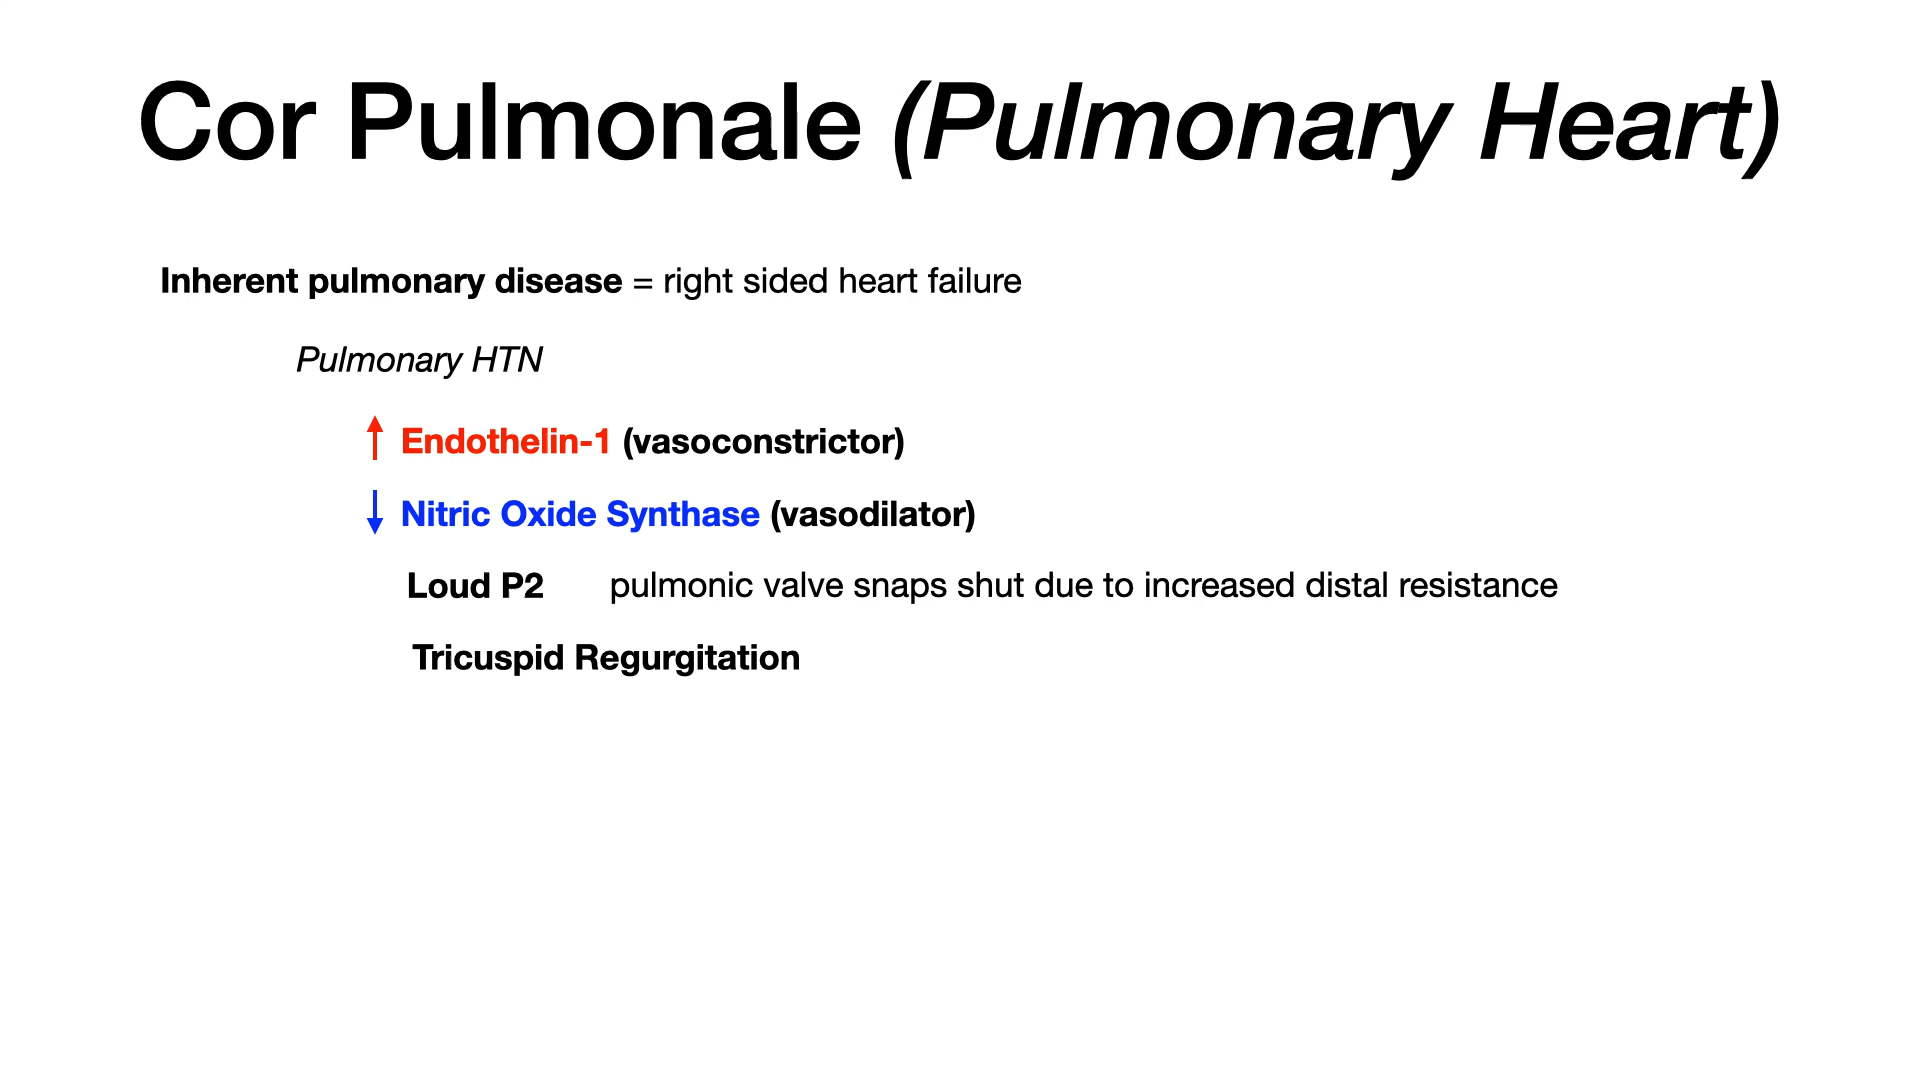 Cor Pulmonale (Pulmonary Heart)
Inherent pulmonary disease = right sided heart failure
Pulmonary HTN
Endothelin-1 (vasoconstrictor)
Nitric Oxide Synthase (vasodilator)
Loud P2 pulmonic valve snaps shut due to increased distal resistance
Tricuspid Regurgitation